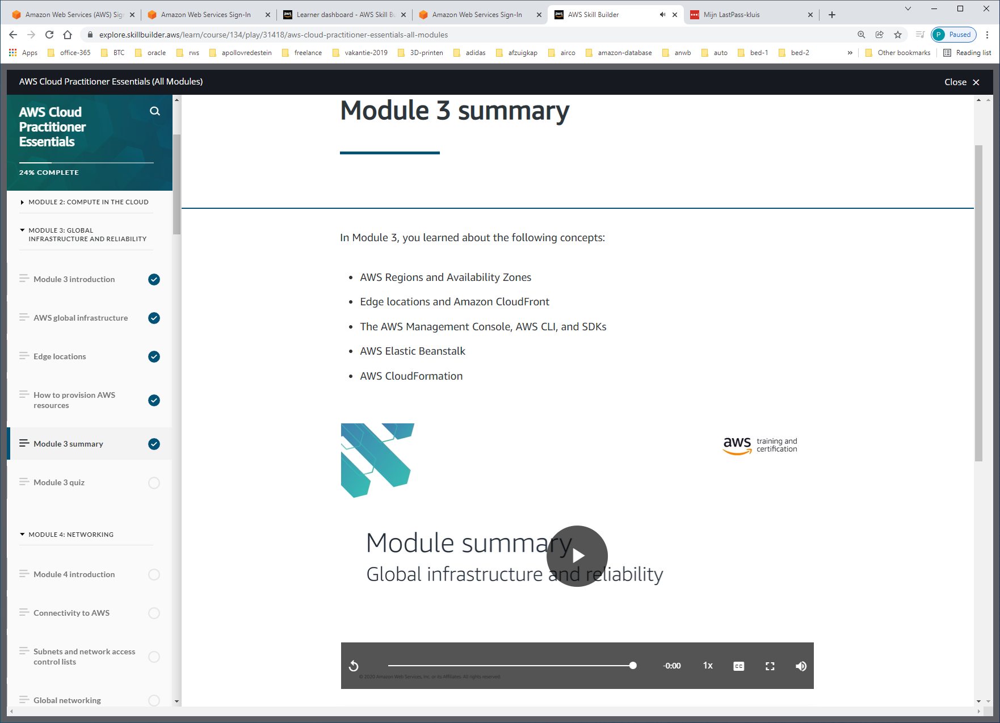 Amazon Web Services (AWS) Sig
Amazon Web Services Sign-In
Learner dashboard - AWS Skill Bu
Amazon Web Services Sign-In
AWS Skill Builder
Mijn LastPass-kluis
explore.skillbuilder.aws/learn/course/134/play/31418/aws-cloud-practitioner-essentials-all-modules
P Paused
Apps office-365 BTC oracle rws apollovredestein freelance vakantie-2019 3D-printen adidas afzuigkap airco amazon-database anwb auto bed-1 bed-2 » Other bookmarks Reading list
AWS Cloud Practitioner Essentials (All Modules)
Close
AWS Cloud
Practitioner
Essentials
24% COMPLETE
MODULE 2: COMPUTE IN THE CLOUD
MODULE 3: GLOBAL
INFRASTRUCTURE AND RELIABILITY
Module 3 introduction
AWS global infrastructure
Edge locations
How to provision AWS
resources
Module 3 summary
Module 3 quiz
MODULE 4: NETWORKING
Module 4 introduction
Connectivity to AWS
Subnets and network access
control lists
Global networking
Module 3 summary
In Module 3, you learned about the following concepts:
• AWS Regions and Availability Zones
• Edge locations and Amazon CloudFront
• The AWS Management Console, AWS CLI, and SDKs
• AWS Elastic Beanstalk
• AWS CloudFormation
aws training and
certification
Module summary
Global infrastructure and reliability
-0:00 1x CC
© 2020 Amazon Web Services, Inc. or its Affiliates. All rights reserved.